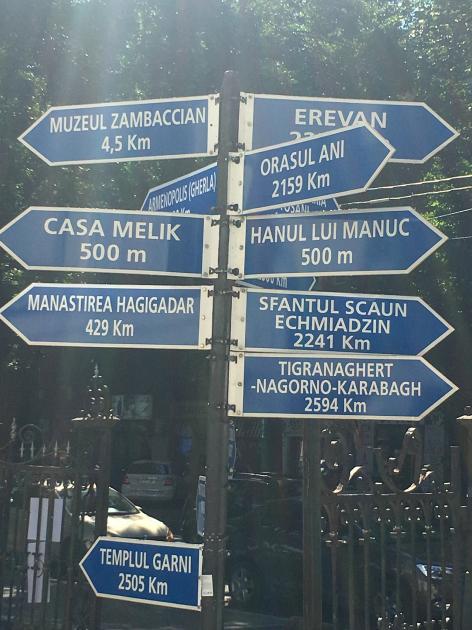 MUZEUL ZAMBACCIAN
4,5 Km
EREVAN
ORASUL ANI
2159 Km
ARMENOPOLIS (GHERLA)
CASA MELIK
500 m
HANUL LUI MANUC
500 m
MANASTIREA HAGIGADAR
429 Km
SFANTUL SCAUN
ECHMIADZIN
2241 Km
TIGRANAGHERT
-NAGORNO-KARABAGH
2594 Km
TEMPLUL GARNI
2505 Km